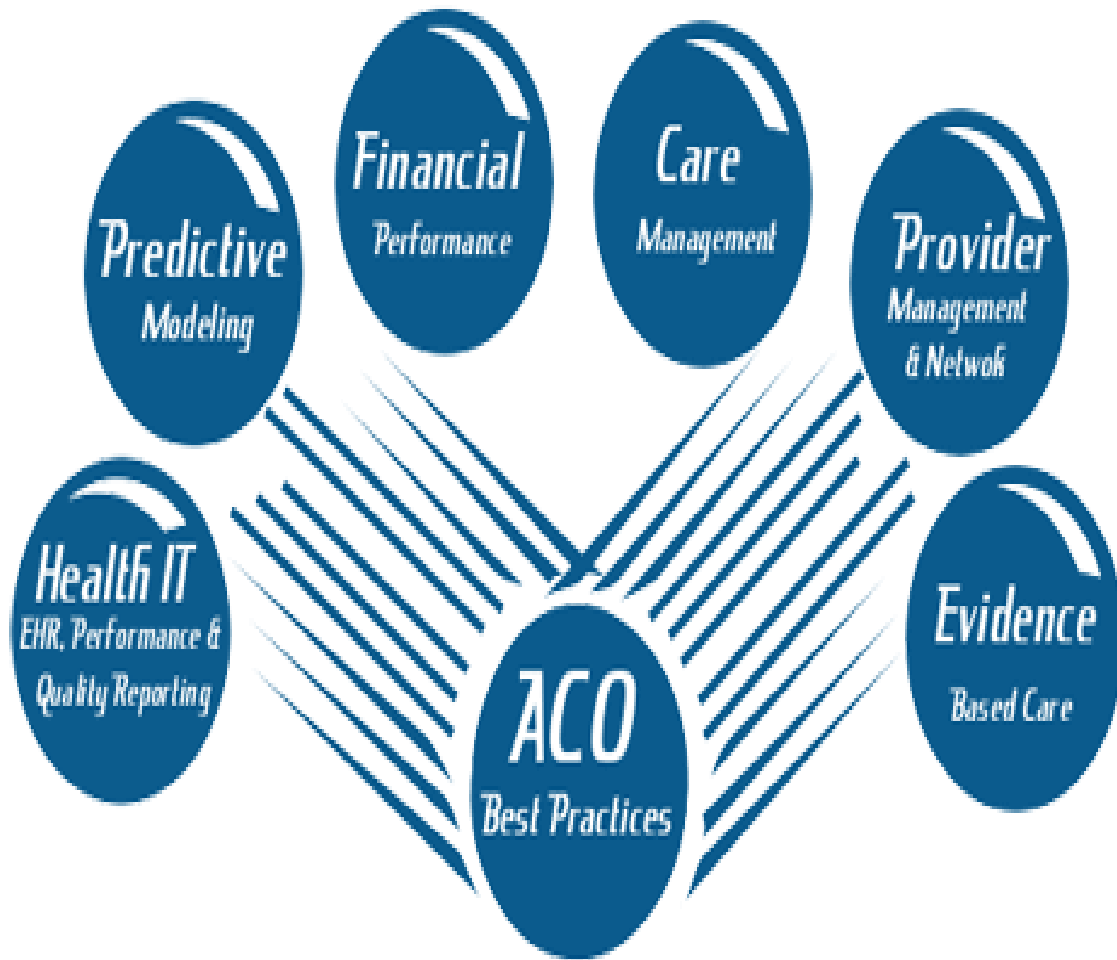 Financial
Performance
Care
Management
Predictive
Modeling
Provider
Management
& Netwok
Health IT
EHR, Performance &
Quality Reporting
Evidence
Based Care
ACO
Best Practices